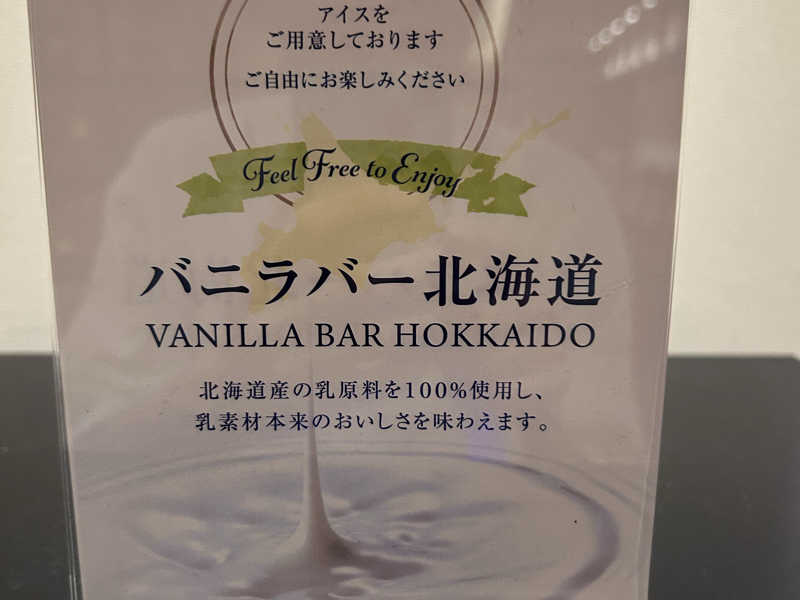 アイスを
ご用意しております
ご自由にお楽しみください
Feel Free to Enjoy
バニラバー北海道
VANILLA BAR HOKKAIDO
北海道産の乳原料を100%使用し、
乳素材本来のおいしさを味わえます。